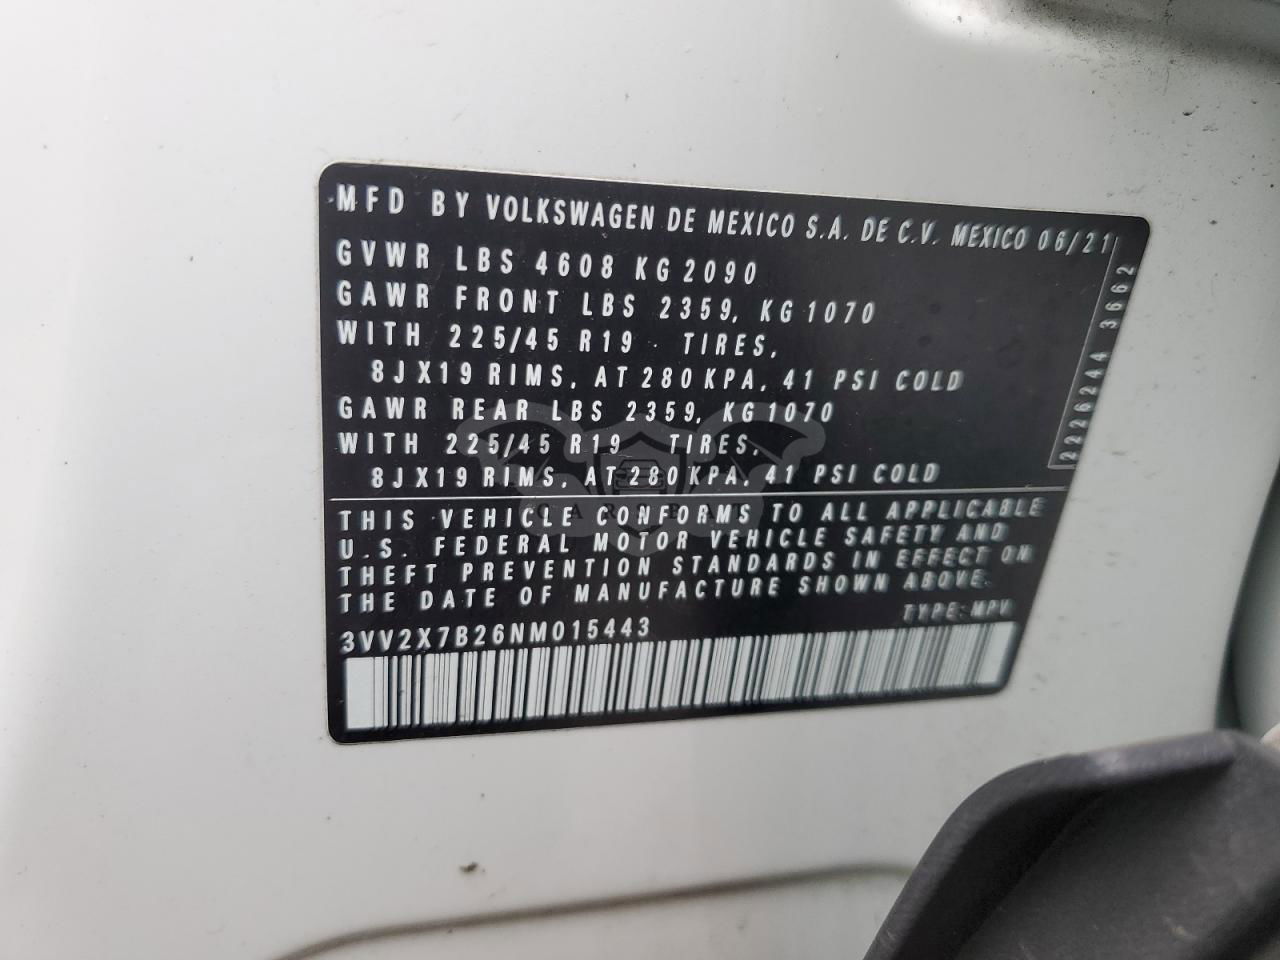 MFD BY VOLKSWAGEN DE MEXICO S.A. DE C.V. MEXICO 06/21
GVWR LBS 4608 KG 2090
GAWR FRONT LBS 2359, KG 1070
WITH 225/45 R19 TIRES,
8JX19 RIMS, AT 280 KPA, 41 PSI COLD
GAWR REAR LBS 2359, KG 1070
WITH 225/45 R19 TIRES,
8JX19 RIMS, AT 280 KPA, 41 PSI COLD
2226244 3662
THIS VEHICLE CONFORMS TO ALL APPLICABLE
U.S. FEDERAL MOTOR VEHICLE SAFETY AND
THEFT PREVENTION STANDARDS IN EFFECT ON
THE DATE OF MANUFACTURE SHOWN ABOVE.
TYPE: MPV
3VV2X7B26NM015443